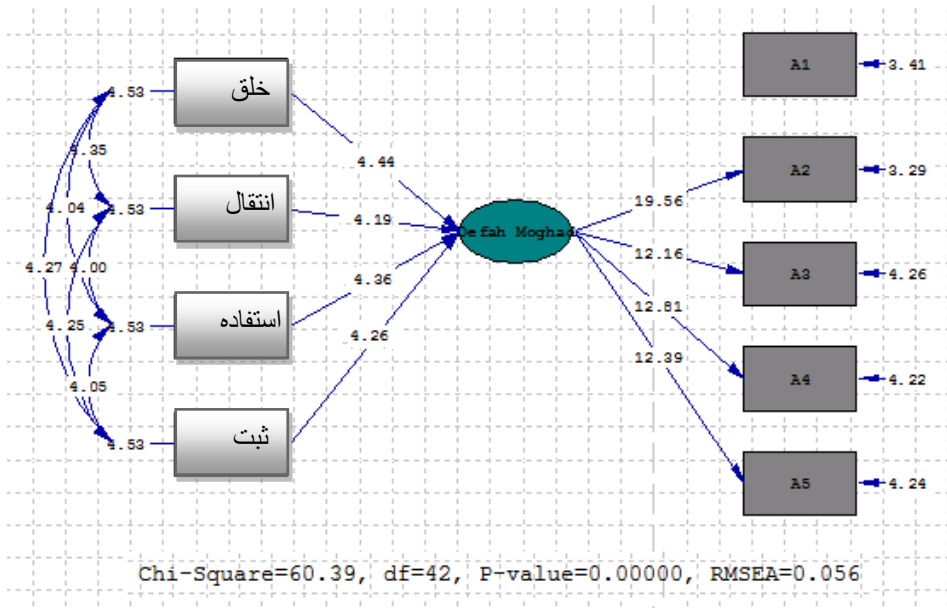 خلق
انتقال
استفاده
ثبت
4.53
4.53
4.53
4.53
4.35
4.04
4.27
4.00
4.25
4.05
4.44
4.19
4.36
4.26
Defah Moghad
19.56
12.16
12.81
12.39
A1
3.41
A2
3.29
A3
4.26
A4
4.22
A5
4.24
Chi-Square=60.39, df=42, P-value=0.00000, RMSEA=0.056